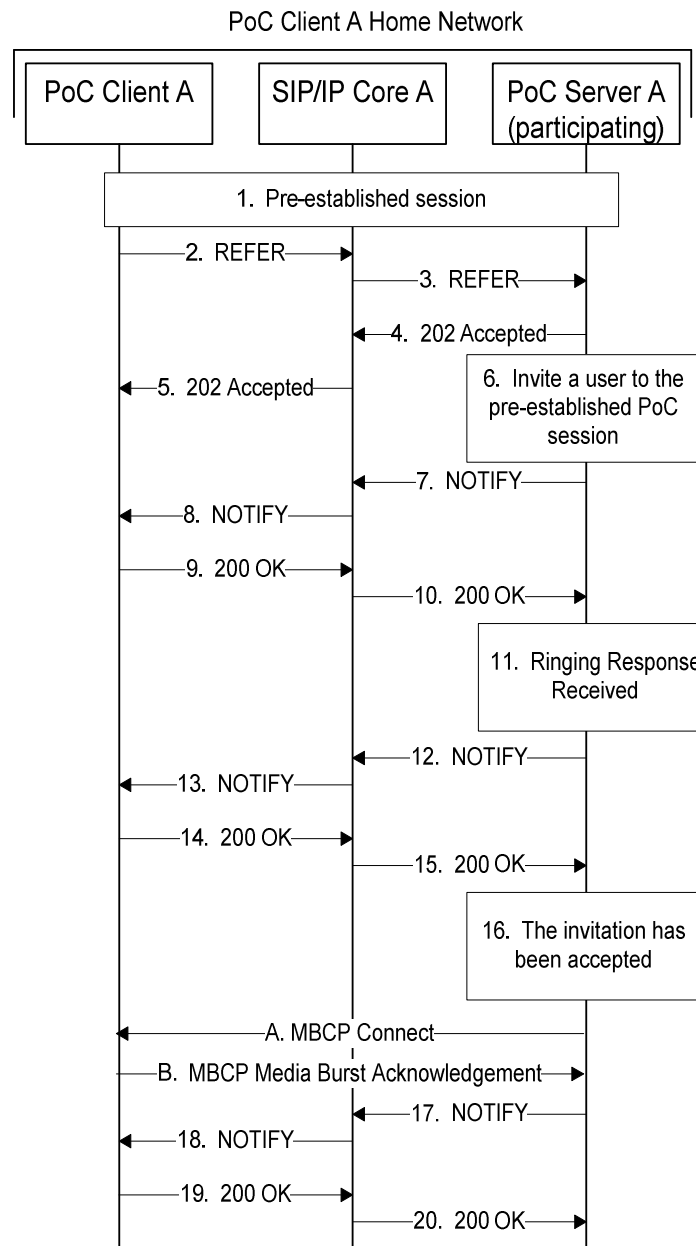 PoC Client A Home Network
PoC Client A
SIP/IP Core A
PoC Server A
(participating)
1. Pre-established session
2. REFER
3. REFER
4. 202 Accepted
5. 202 Accepted
6. Invite a user to the
pre-established PoC
session
7. NOTIFY
8. NOTIFY
9. 200 OK
10. 200 OK
11. Ringing Response
Received
12. NOTIFY
13. NOTIFY
14. 200 OK
15. 200 OK
16. The invitation has
been accepted
A. MBCP Connect
B. MBCP Media Burst Acknowledgement
17. NOTIFY
18. NOTIFY
19. 200 OK
20. 200 OK